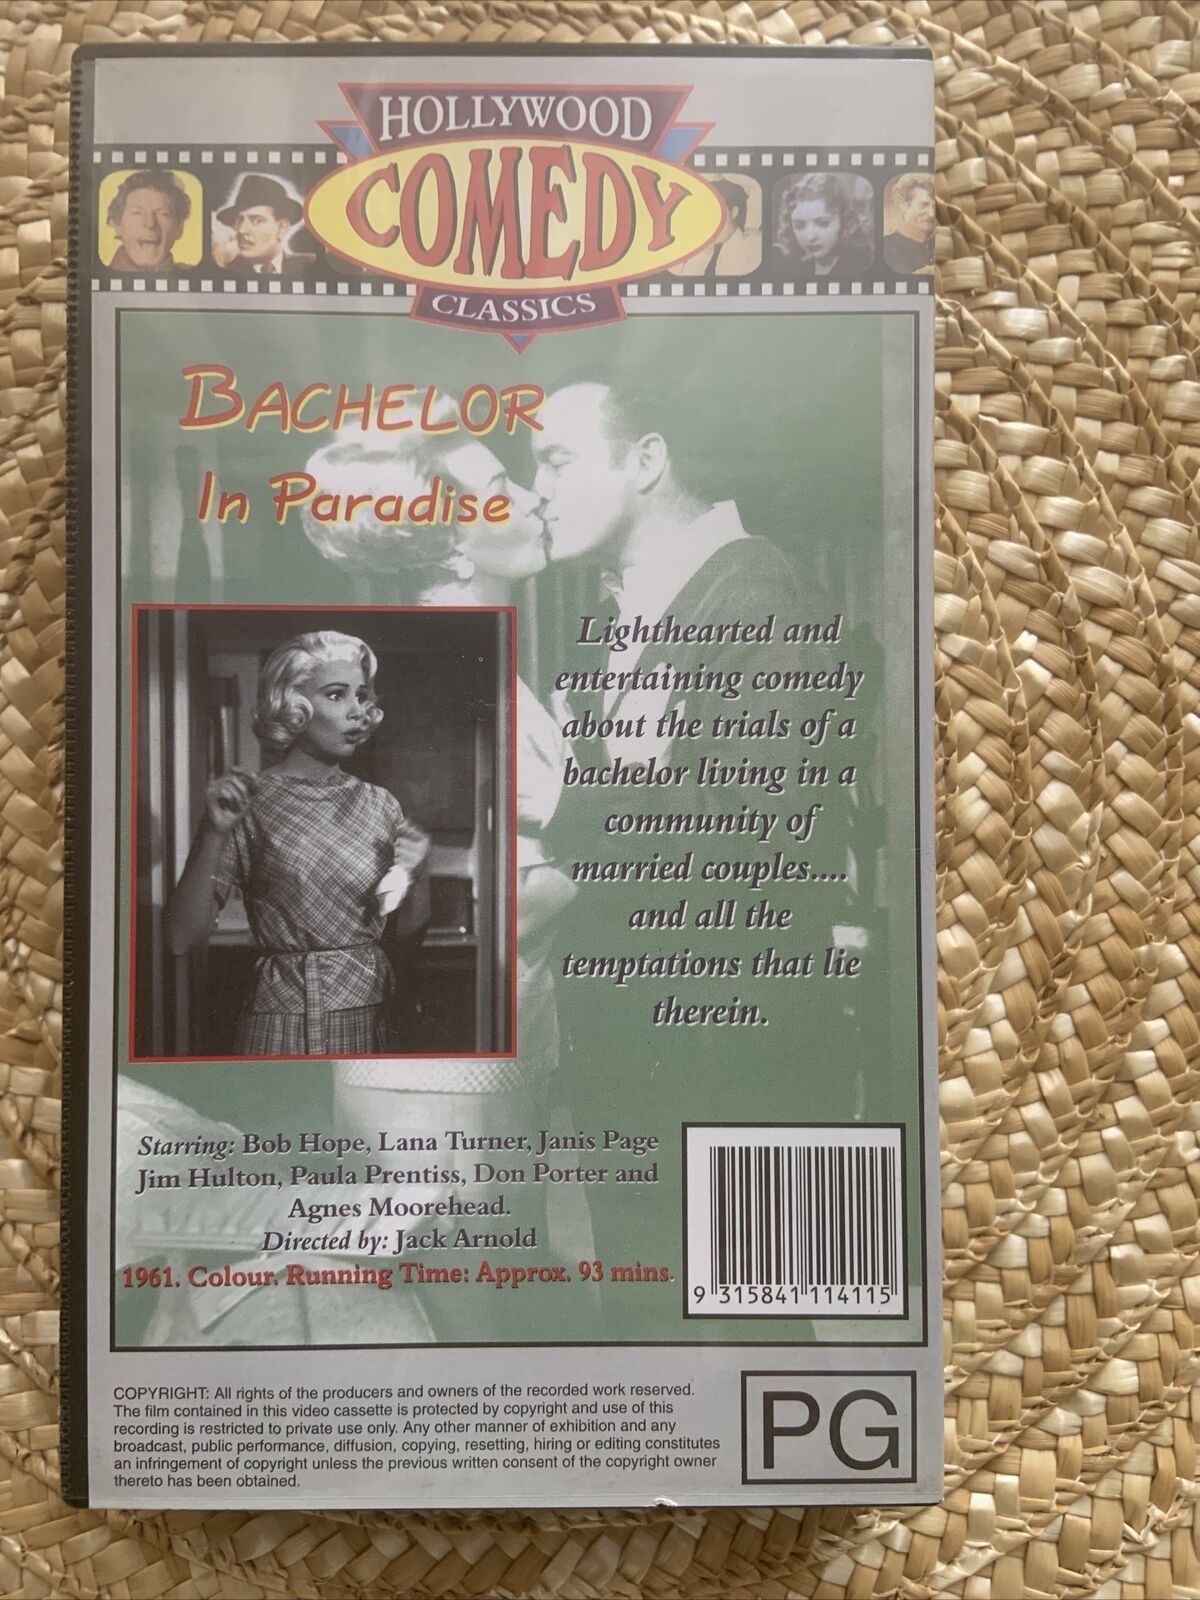 HOLLYWOOD
COMEDY
CLASSICS
BACHELOR
In Paradise
Lighthearted and
entertaining comedy
about the trials of a
bachelor living in a
community of
married couples....
and all the
temptations that lie
therein.
Starring: Bob Hope, Lana Turner, Janis Page
Jim Hulton, Paula Prentiss, Don Porter and
Agnes Moorehead.
Directed by: Jack Arnold
1961. Colour. Running Time: Approx. 93 mins.
9 315841 114115
COPYRIGHT: All rights of the producers and owners of the recorded work reserved.
The film contained in this video cassette is protected by copyright and use of this
recording is restricted to private use only. Any other manner of exhibition and any
broadcast, public performance, diffusion, copying, resetting, hiring or editing constitutes
an infringement of copyright unless the previous written consent of the copyright owner
thereto has been obtained.
PG